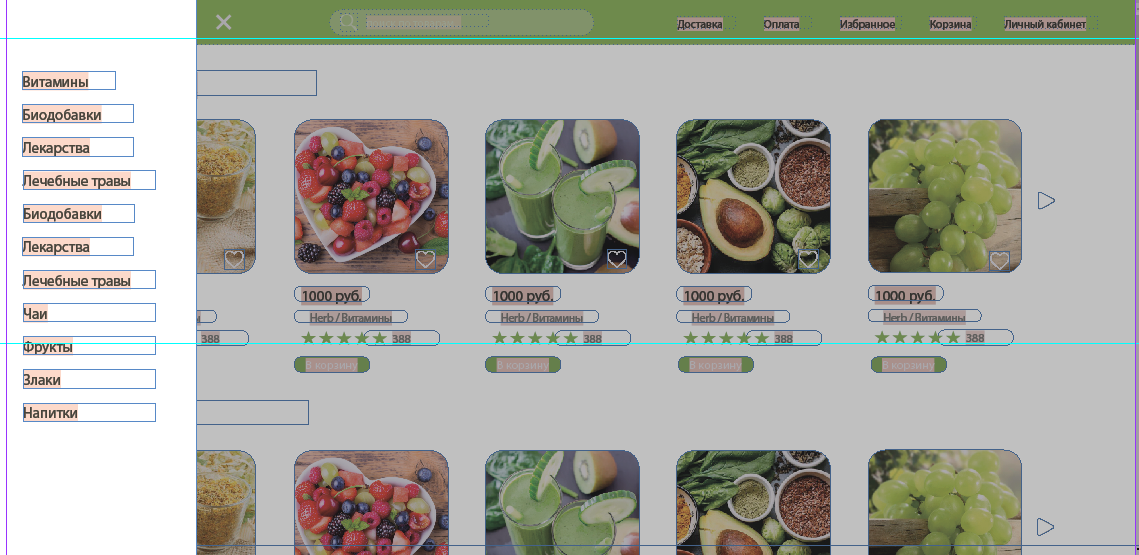 Доставка
Оплата
Избранное
Корзина
Личный кабинет
Витамины
Биодобавки
Лекарства
Лечебные травы
Биодобавки
Лекарства
Лечебные травы
Чаи
Фрукты
Злаки
Напитки
388
1000 руб.
Herb / Витамины
388
В корзину
1000 руб.
Herb / Витамины
388
В корзину
1000 руб.
Herb / Витамины
388
В корзину
1000 руб.
Herb / Витамины
388
В корзину